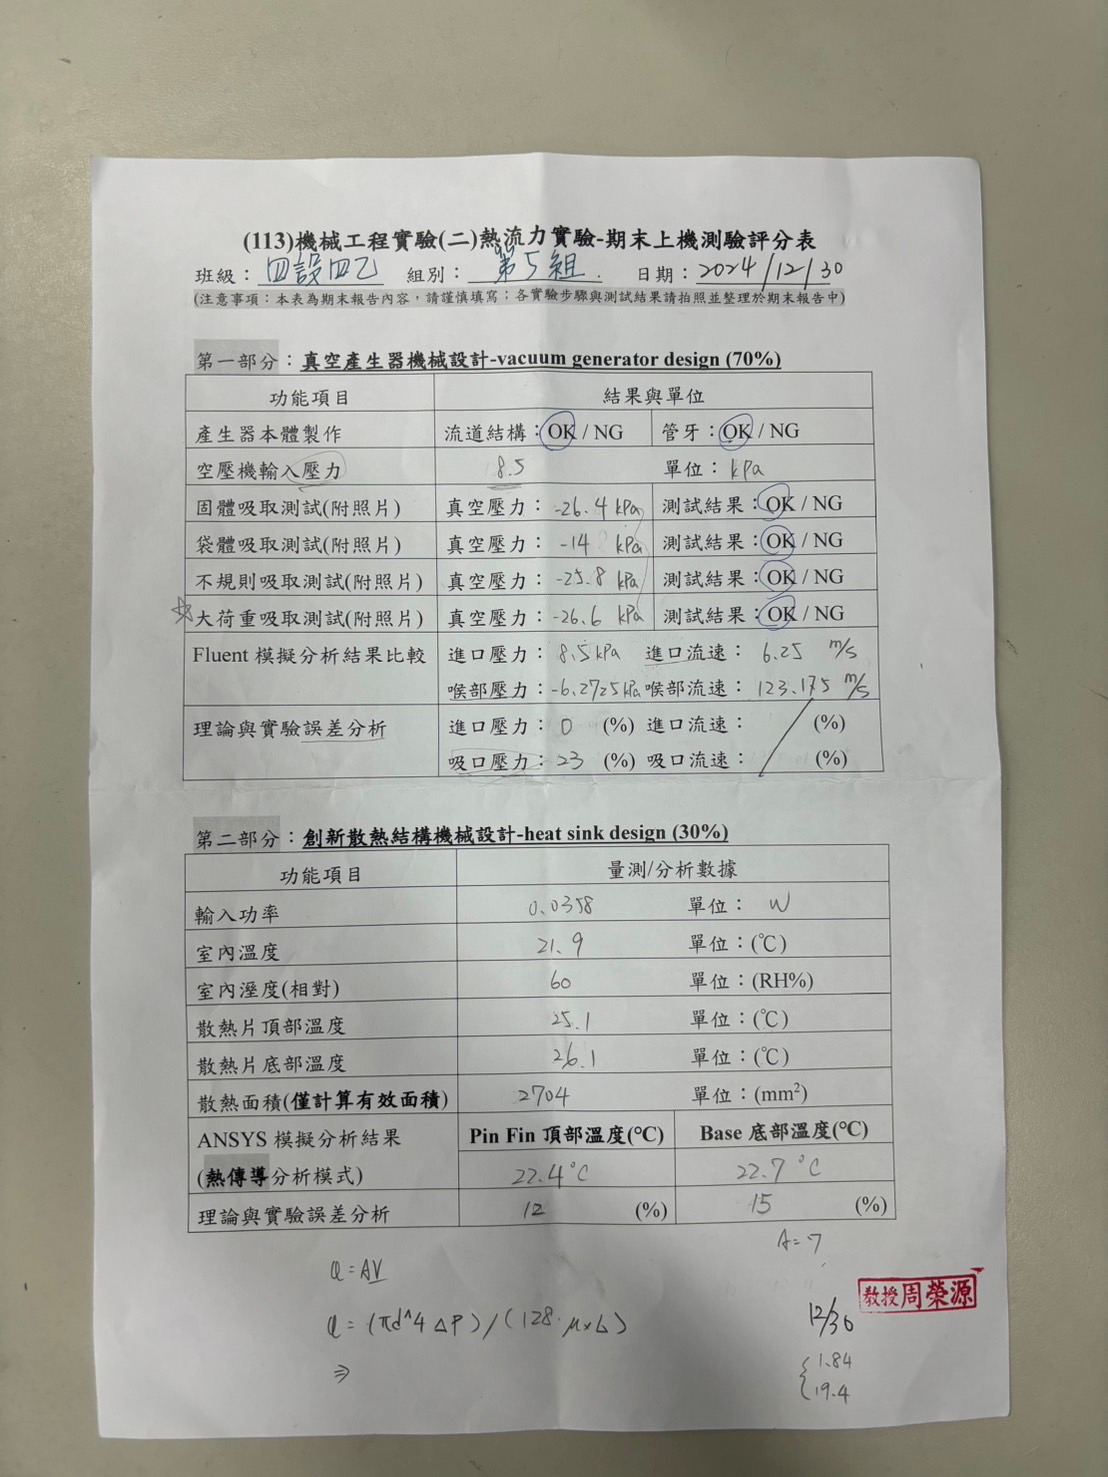 (113)機械工程實驗(二)熱流力實驗-期末上機測驗評分表
班級：四設四乙 組別：第5組. 日期：2024/12/30
(注意事項：本表為期末報告內容，請謹慎填寫；各實驗步驟與測試結果請拍照並整理於期末報告中)
第一部分：真空產生器機械設計-vacuum generator design (70%)
功能項目 結果與單位
產生器本體製作 流道結構：OK / NG 管牙：OK / NG
空壓機輸入壓力 8.5 單位：kPa
固體吸取測試(附照片) 真空壓力：-26.4 kPa 測試結果：OK / NG
袋體吸取測試(附照片) 真空壓力：-14 kPa 測試結果：OK / NG
不規則吸取測試(附照片) 真空壓力：-25.8 kPa 測試結果：OK / NG
☆大荷重吸取測試(附照片) 真空壓力：-26.6 kPa 測試結果：OK / NG
Fluent 模擬分析結果比較 進口壓力：8.5kPa 進口流速：6.25 m/s
喉部壓力：-6.2725kPa 喉部流速：123.175 m/s
理論與實驗誤差分析 進口壓力：0 (%) 進口流速： (%)
吸口壓力：23 (%) 吸口流速： (%)
第二部分：創新散熱結構機械設計-heat sink design (30%)
功能項目 量測/分析數據
輸入功率 0.0358 單位： W
室內溫度 21.9 單位：(℃)
室內溼度(相對) 60 單位：(RH%)
散熱片頂部溫度 25.1 單位：(℃)
散熱片底部溫度 26.1 單位：(℃)
散熱面積(僅計算有效面積) 2704 單位：(mm²)
ANSYS 模擬分析結果 Pin Fin 頂部溫度(℃) Base 底部溫度(℃)
(熱傳導分析模式) 22.4°C 22.7°C
理論與實驗誤差分析 12 (%) 15 (%)
A=7
Q=AV
教授周榮源
Q=(πd^4 ΔP)/(128·μ×L)
12/30
⇒
1.84
19.4